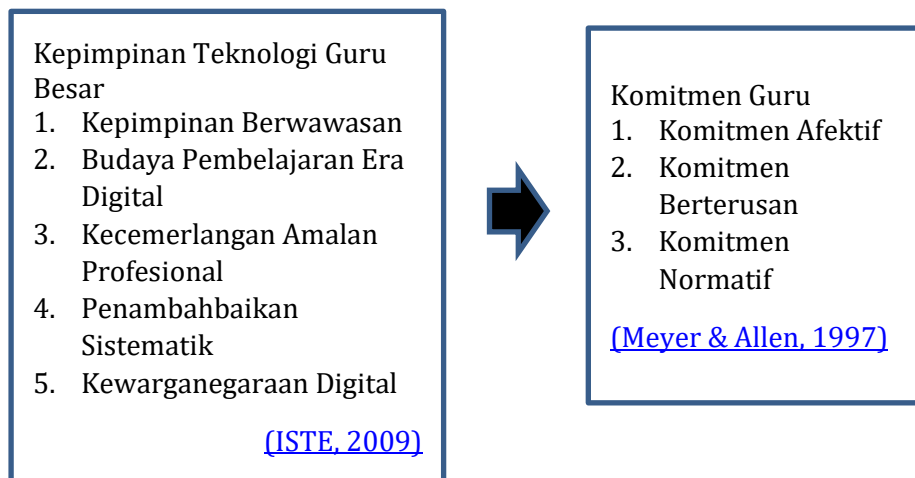 Kepimpinan Teknologi Guru
Besar
1. Kepimpinan Berwawasan
2. Budaya Pembelajaran Era
Digital
3. Kecemerlangan Amalan
Profesional
4. Penambahbaikan
Sistematik
5. Kewarganegaraan Digital
(ISTE, 2009)
Komitmen Guru
1. Komitmen Afektif
2. Komitmen
Berterusan
3. Komitmen
Normatif
(Meyer & Allen, 1997)